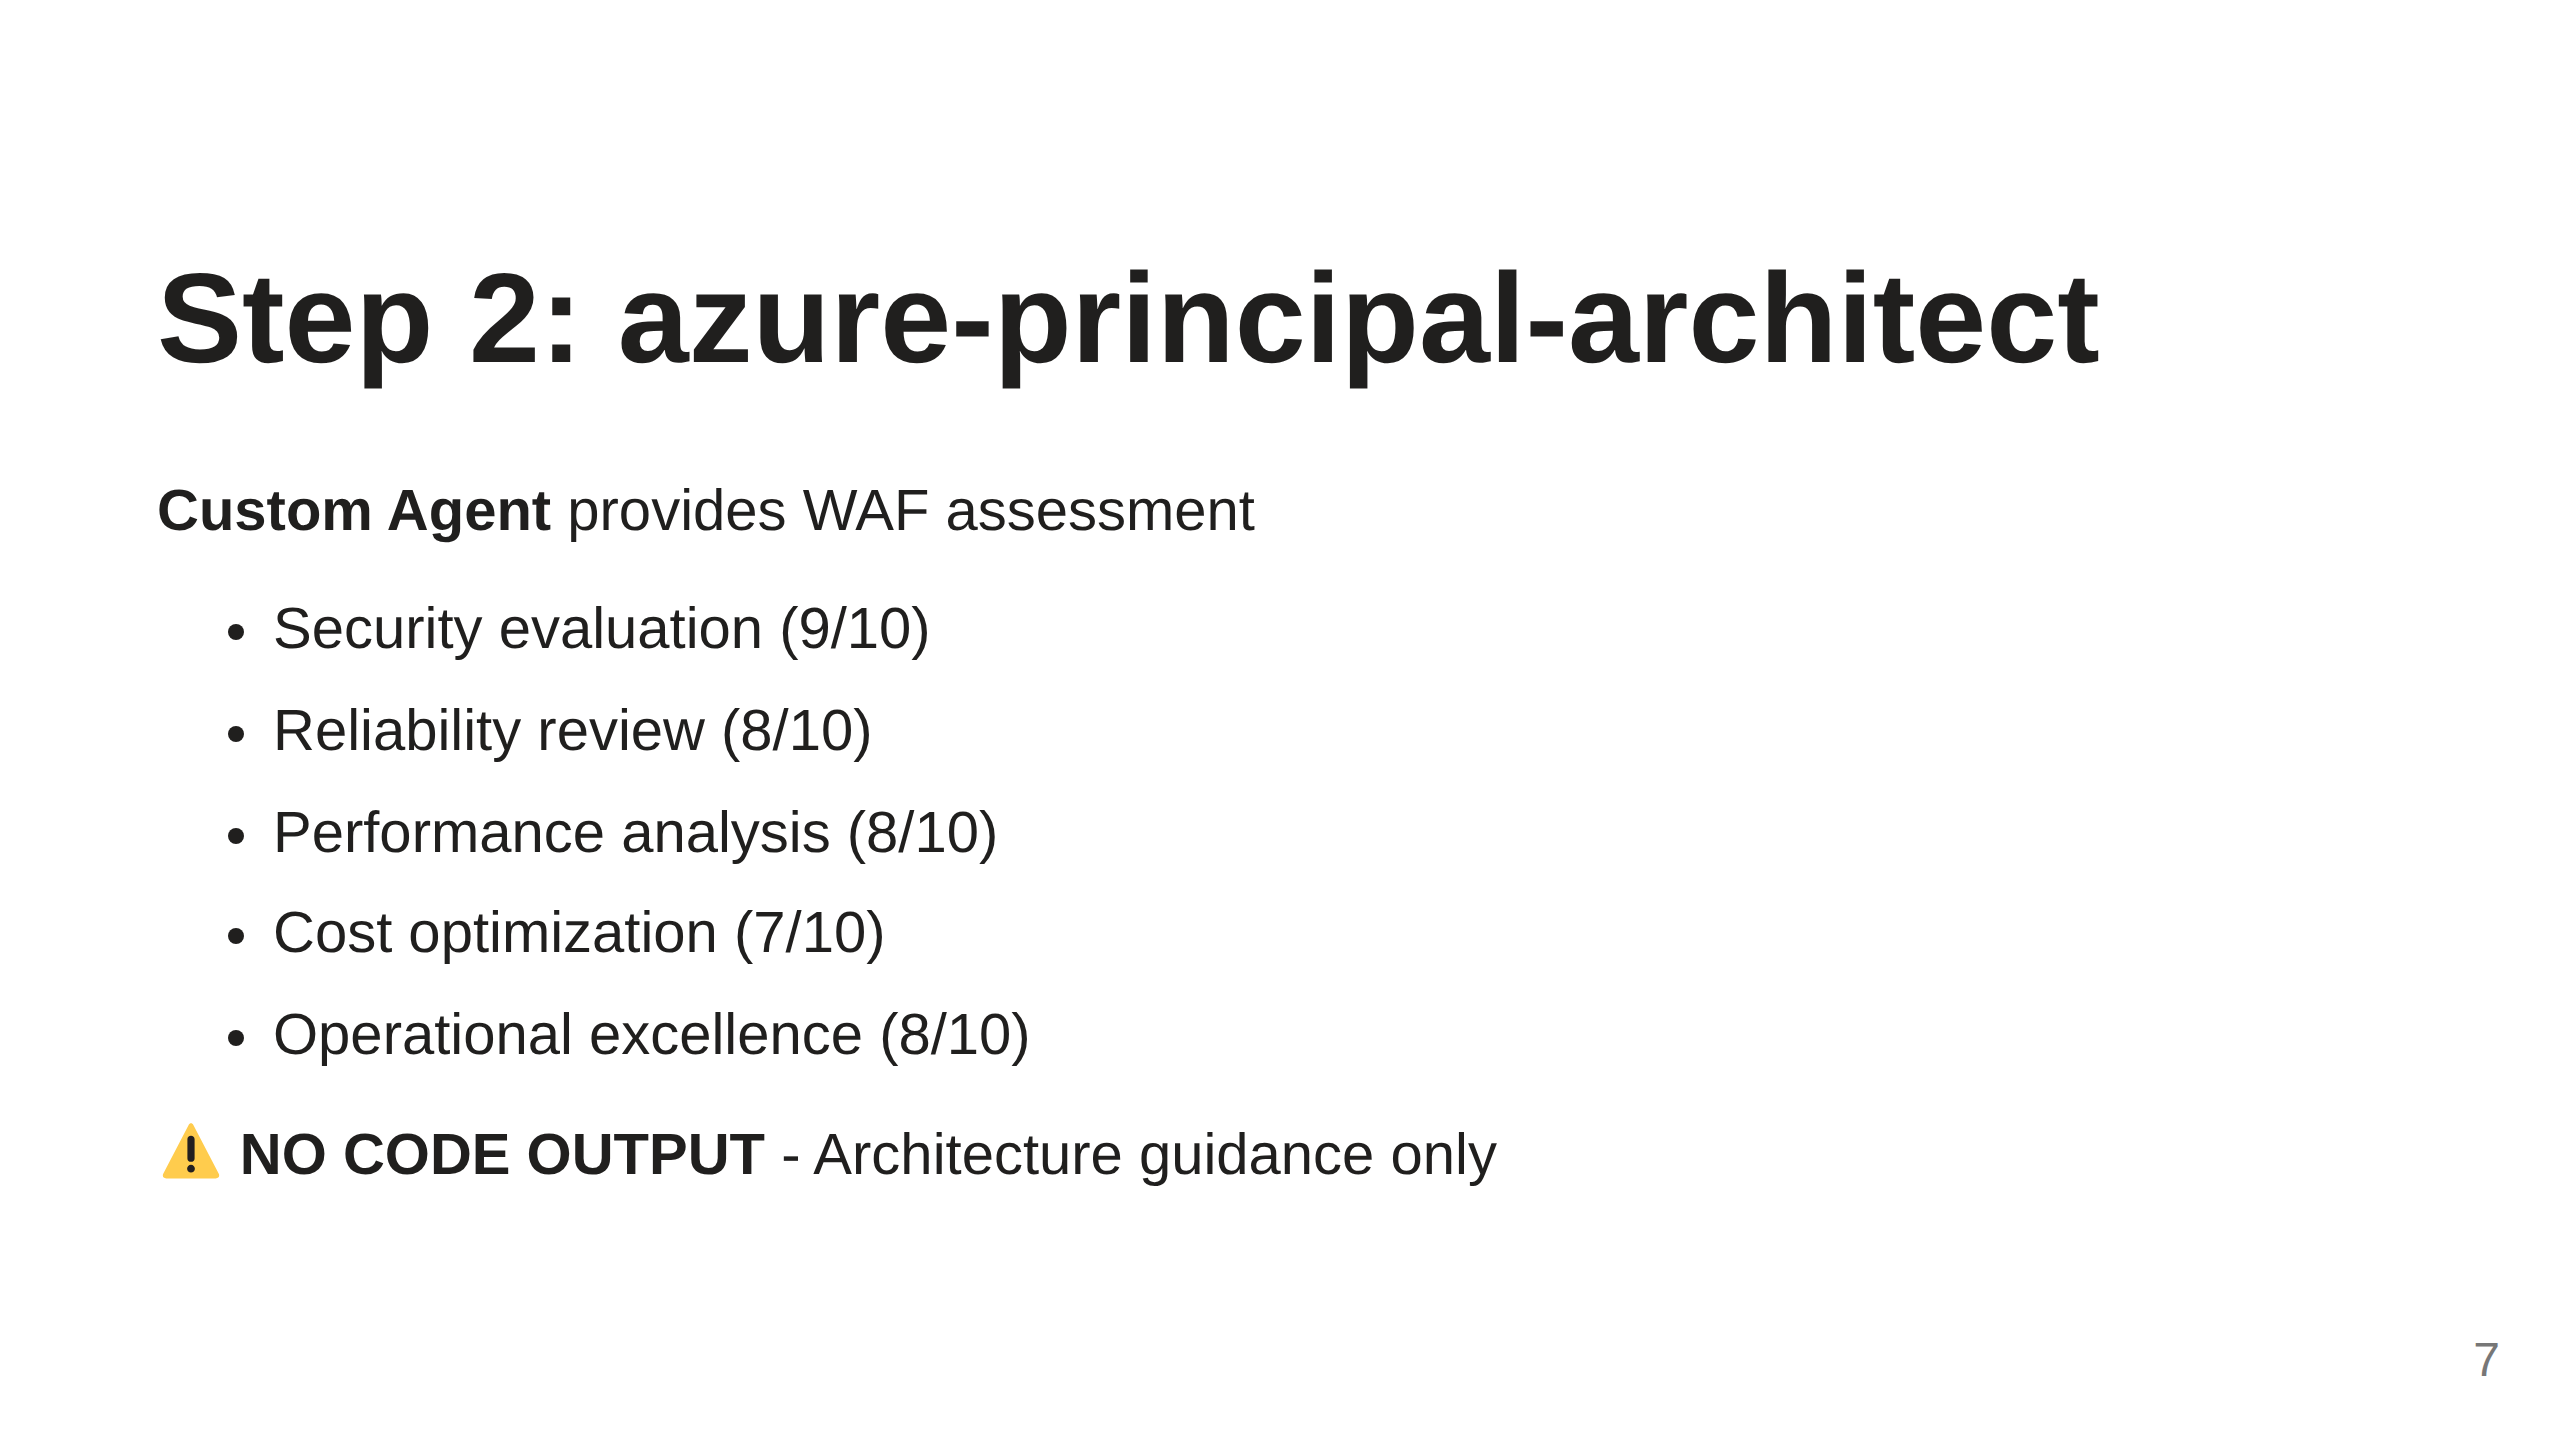 Step 2: azure-principal-architect
Custom Agent provides WAF assessment
• Security evaluation (9/10)
• Reliability review (8/10)
• Performance analysis (8/10)
• Cost optimization (7/10)
• Operational excellence (8/10)
⚠️ NO CODE OUTPUT - Architecture guidance only
7